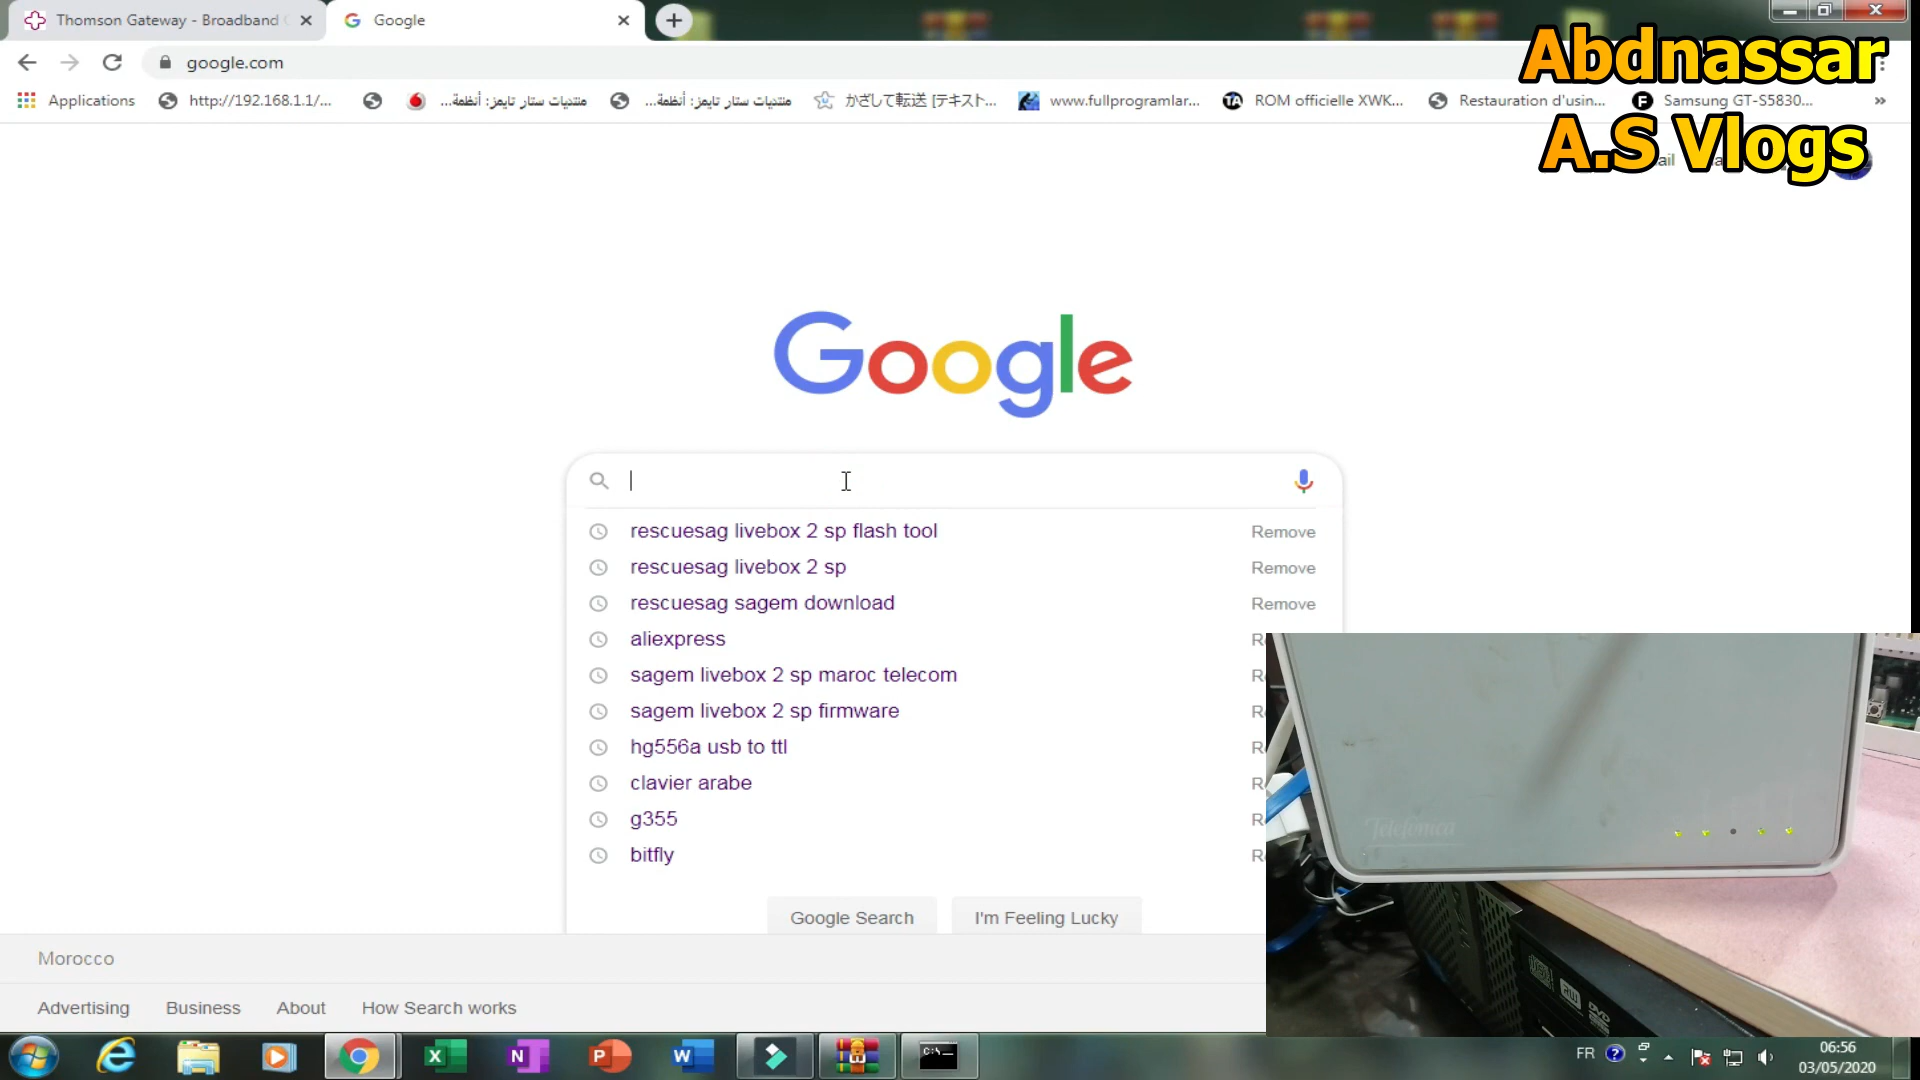 Thomson Gateway - Broadband
Google
google.com
Abdnassar
A.S Vlogs
Applications
http://192.168.1.1/...
منتديات ستار تايمز: أنظمة...
منتديات ستار تايمز: أنظمة...
かざして転送 [テキスト...
www.fullprogramlar...
ROM officielle XWK...
Restauration d'usin...
Samsung GT-S5830...
»
Google
rescuesag livebox 2 sp flash tool
Remove
rescuesag livebox 2 sp
Remove
rescuesag sagem download
Remove
aliexpress
sagem livebox 2 sp maroc telecom
sagem livebox 2 sp firmware
hg556a usb to ttl
clavier arabe
g355
bitfly
Google Search
I'm Feeling Lucky
Telefonica
Morocco
Advertising
Business
About
How Search works
FR
06:56
03/05/2020